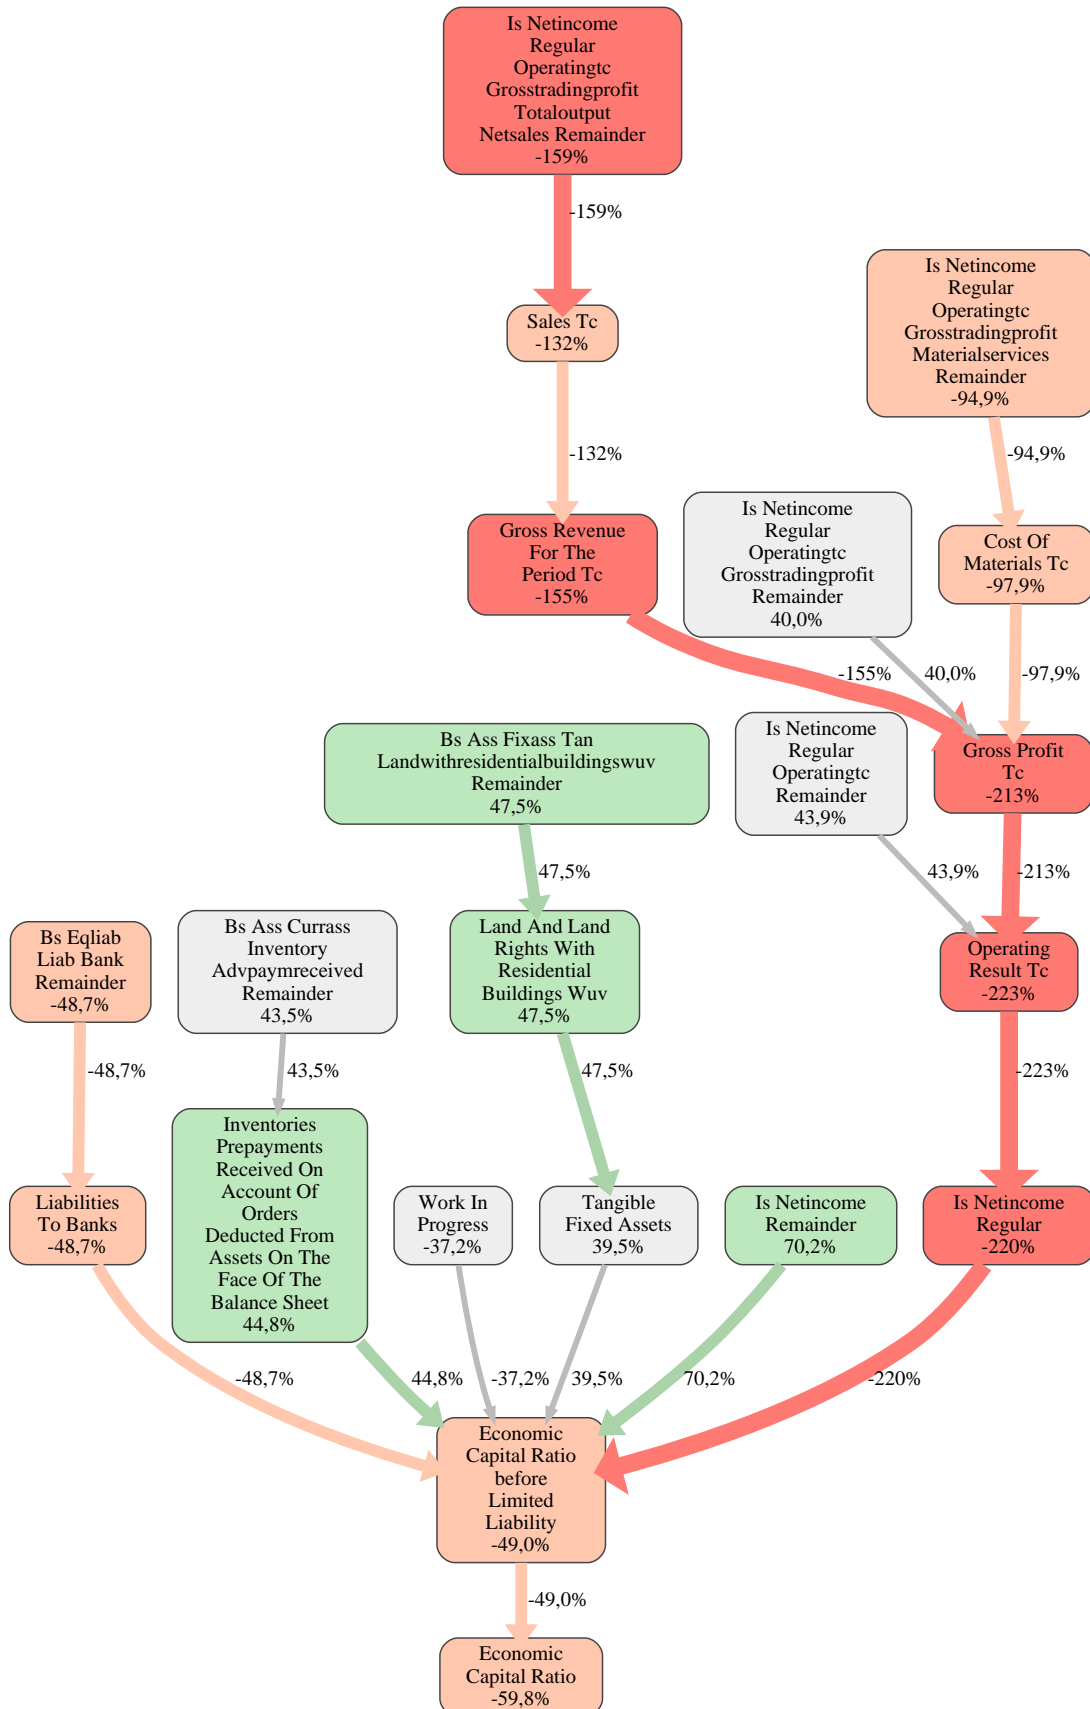 Is Netincome
Regular
Operatingtc
Grosstradingprofit
Totaloutput
Netsales Remainder
-159%
-159%
Is Netincome
Regular
Operatingtc
Grosstradingprofit
Materialservices
Remainder
-94,9%
Sales Tc
-132%
-132%
-94,9%
Is Netincome
Regular
Operatingtc
Grosstradingprofit
Remainder
40,0%
Gross Revenue
For The
Period Tc
-155%
Cost Of
Materials Tc
-97,9%
-155%
40,0%
-97,9%
Bs Ass Fixass Tan
Landwithresidentialbuildingswuv
Remainder
47,5%
Is Netincome
Regular
Operatingtc
Remainder
43,9%
Gross Profit
Tc
-213%
47,5%
43,9%
-213%
Bs Eqliab
Liab Bank
Remainder
-48,7%
Bs Ass Currass
Inventory
Advpaymreceived
Remainder
43,5%
Land And Land
Rights With
Residential
Buildings Wuv
47,5%
Operating
Result Tc
-223%
-48,7%
43,5%
47,5%
-223%
Liabilities
To Banks
-48,7%
Inventories
Prepayments
Received On
Account Of
Orders
Deducted From
Assets On The
Face Of The
Balance Sheet
44,8%
Work In
Progress
-37,2%
Tangible
Fixed Assets
39,5%
Is Netincome
Remainder
70,2%
Is Netincome
Regular
-220%
-48,7%
44,8%
-37,2%
39,5%
70,2%
-220%
Economic
Capital Ratio
before
Limited
Liability
-49,0%
-49,0%
Economic
Capital Ratio
-59,8%